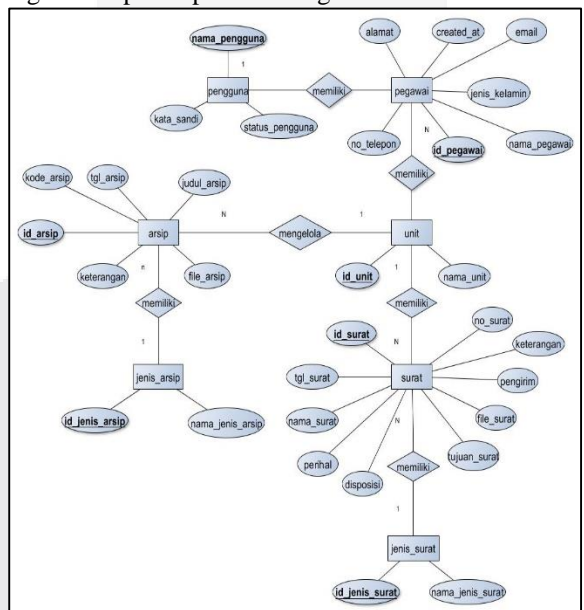 nama_pengguna
alamat
created_at
email
1
pengguna
memiliki
pegawai
jenis_kelamin
kata_sandi
status_pengguna
no_telepon
N
id_pegawai
nama_pegawai
kode_arsip
tgl_arsip
judul_arsip
memiliki
id_arsip
arsip
N
mengelola
1
unit
keterangan
n
file_arsip
id_unit
1
nama_unit
memiliki
memiliki
id_surat
no_surat
1
N
keterangan
jenis_arsip
tgl_surat
surat
pengirim
id_jenis_arsip
nama_jenis_arsip
nama_surat
N
file_surat
perihal
memiliki
tujuan_surat
disposisi
1
jenis_surat
id_jenis_surat
nama_jenis_surat